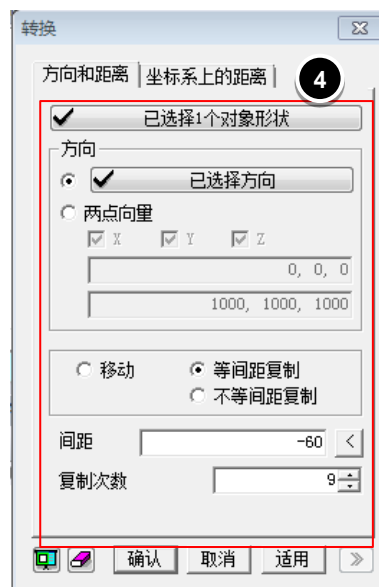 转换
方向和距离 坐标系上的距离
4
已选择1个对象形状
方向
已选择方向
两点向量
X Y Z
0, 0, 0
1000, 1000, 1000
移动 等间距复制
不等间距复制
间距 -60 <
复制次数 9
确认 取消 适用 >>